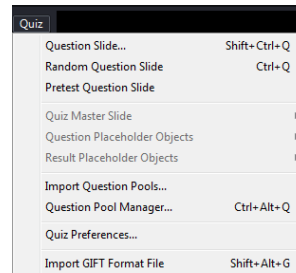 Quiz
Question Slide... Shift+Ctrl+Q
Random Question Slide Ctrl+Q
Pretest Question Slide
Quiz Master Slide
Question Placeholder Objects
Result Placeholder Objects
Import Question Pools...
Question Pool Manager... Ctrl+Alt+Q
Quiz Preferences...
Import GIFT Format File Shift+Alt+G